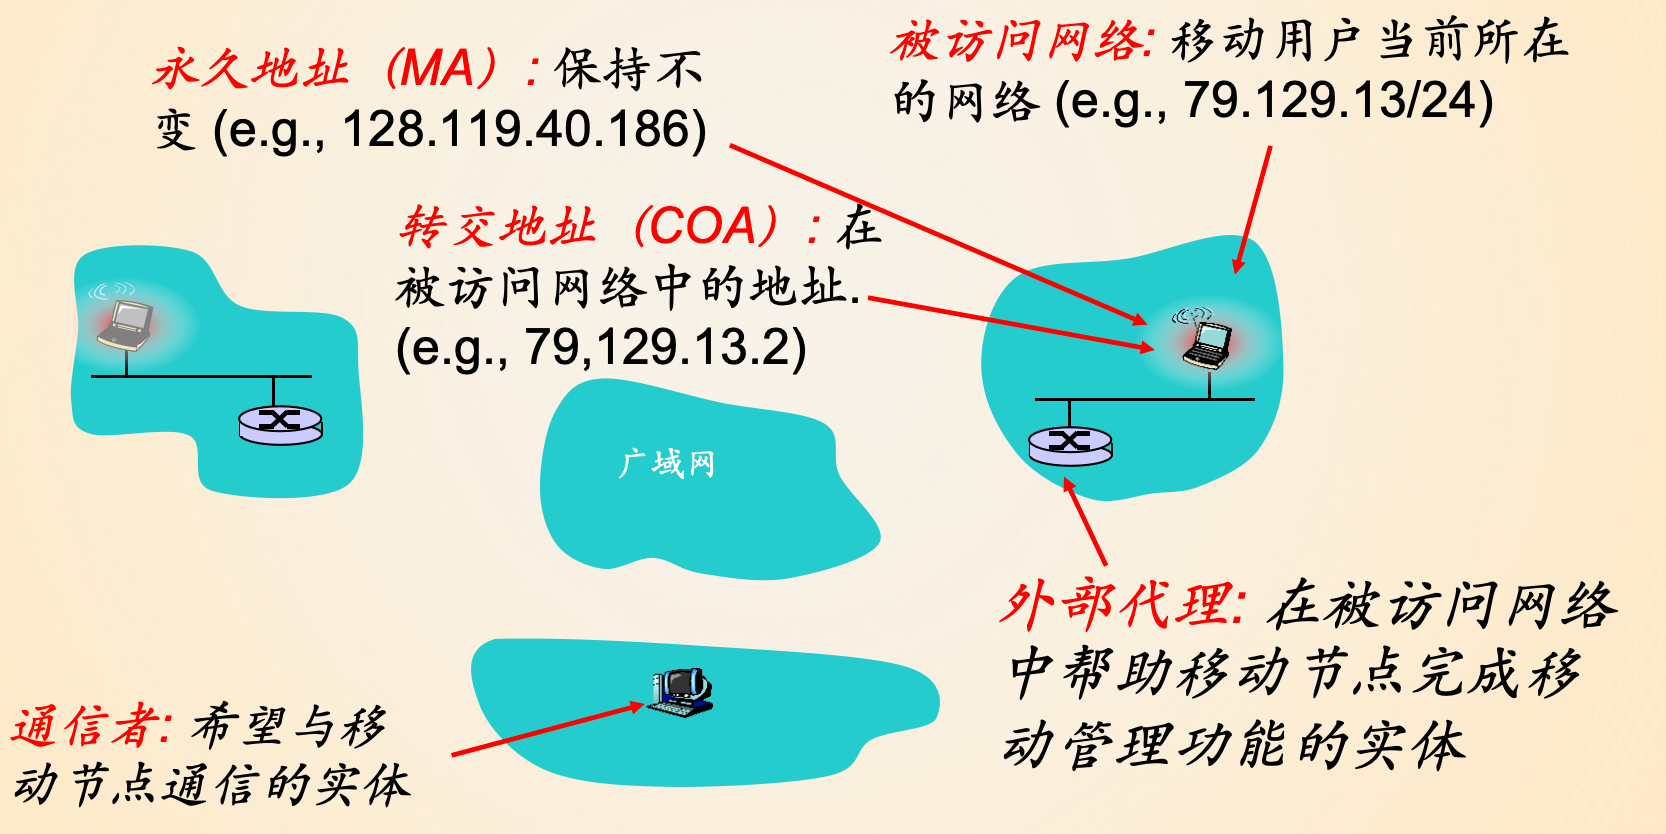 永久地址（MA）: 保持不
变 (e.g., 128.119.40.186)
被访问网络: 移动用户当前所在
的网络 (e.g., 79.129.13/24)
转交地址（COA）: 在
被访问网络中的地址.
(e.g., 79,129.13.2)
广域网
外部代理: 在被访问网络
中帮助移动节点完成移
动管理功能的实体
通信者: 希望与移
动节点通信的实体